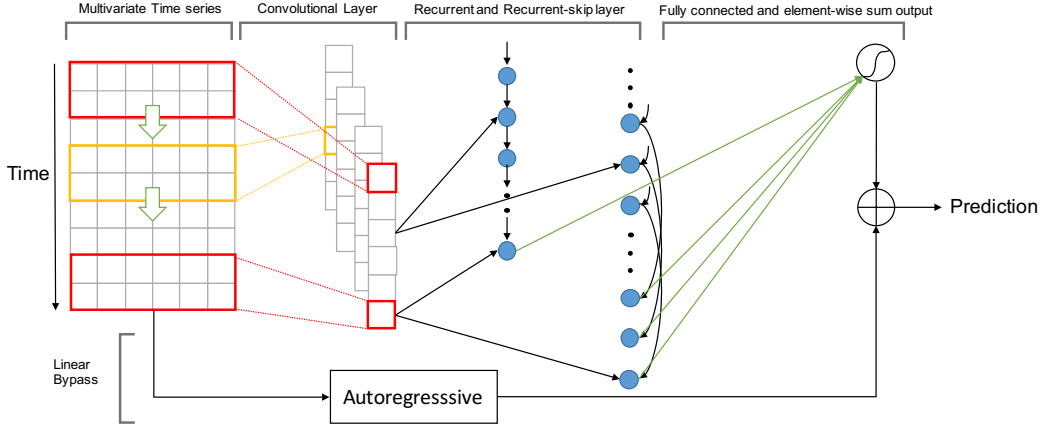 Multivariate Time series
Convolutional Layer
Recurrent and Recurrent-skip layer
Fully connected and element-wise sum output
Time
Prediction
Linear
Bypass
Autoregresssive